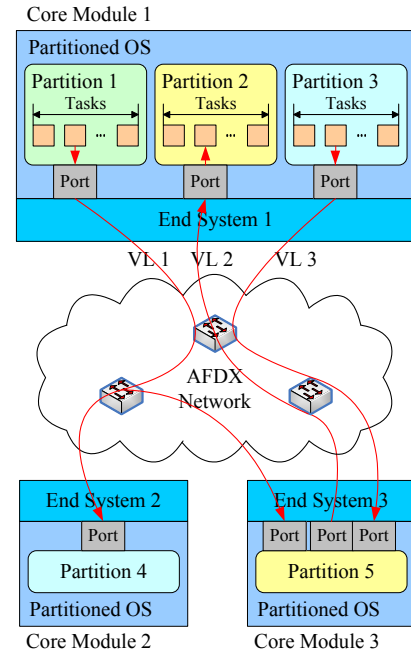 Core Module 1
Partitioned OS
Partition 1
Partition 2
Partition 3
Tasks
Tasks
Tasks
...
...
...
Port
Port
Port
End System 1
VL 1
VL 2
VL 3
AFDX
Network
End System 2
End System 3
Port
Port
Port
Port
Partition 4
Partition 5
Partitioned OS
Partitioned OS
Core Module 2
Core Module 3